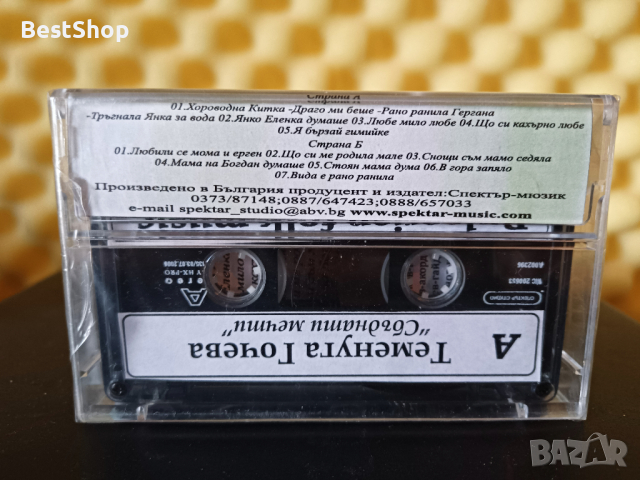 BestShop
Страна А
01.Хороводна Китка -Драго ми беше -Рано ранила Гергана
-Тръгнала Янка за вода 02.Янко Еленка думаше 03.Любе мило любе 04.Що си кахърно любе
05.Я бързай гимийке
Страна Б
01.Любили се мома и ерген 02.Що си ме родила мале 03.Снощи съм мамо седяла
04.Мама на Богдан думаше 05.Стоян мама дума 06.В гора запяло
07.Вида е рано ранила
Произведено в България продуцент и издател:Спектър-мюзик
0373/87148;0887/647423;0888/657033
e-mail spektar_studio@abv.bg www.spektar-music.com
folk music
A
Теменуга Гочева
"Сбъднати мечти"
BAZAR